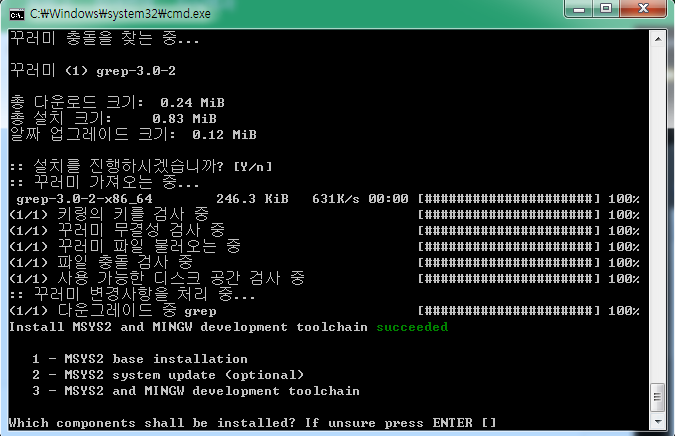 C:₩Windows₩system32₩cmd.exe
꾸러미 충돌을 찾는 중...
꾸러미 (1) grep-3.0-2
총 다운로드 크기:  0.24 MiB
총 설치 크기:     0.83 MiB
알짜 업그레이드 크기:  0.12 MiB
:: 설치를 진행하시겠습니까? [Y/n]
:: 꾸러미 가져오는 중...
grep-3.0-2-x86_64        246.3 KiB   631K/s 00:00 [#####################] 100%
(1/1) 키링의 키를 검사 중                          [#####################] 100%
(1/1) 꾸러미 무결성 검사 중                        [#####################] 100%
(1/1) 꾸러미 파일 불러오는 중                      [#####################] 100%
(1/1) 파일 충돌 검사 중                            [#####################] 100%
(1/1) 사용 가능한 디스크 공간 검사 중              [#####################] 100%
:: 꾸러미 변경사항을 처리 중...
(1/1) 다운그레이드 중 grep                         [#####################] 100%
Install MSYS2 and MINGW development toolchain succeeded
1 - MSYS2 base installation
2 - MSYS2 system update (optional)
3 - MSYS2 and MINGW development toolchain
Which components shall be installed? If unsure press ENTER []